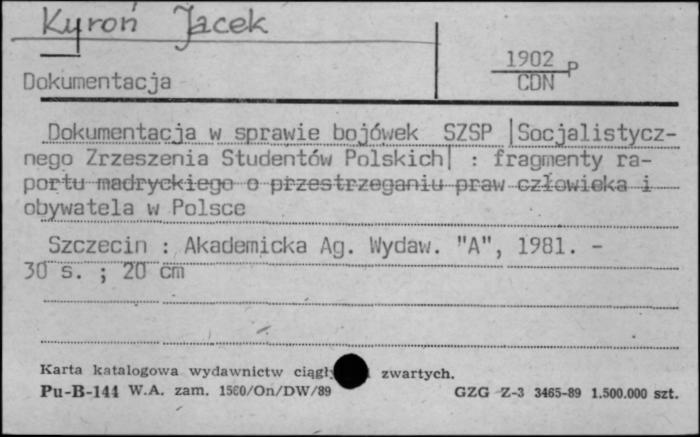 Kuroń Jacek
1902 p
CDN
Dokumentacja
Dokumentacja w sprawie bojówek SZSP |Socjalistycz-
nego Zrzeszenia Studentów Polskich| : fragmenty ra-
portu madryckiego o przestrzeganiu praw człowieka i
obywatela w Polsce
Szczecin : Akademicka Ag. Wydaw. "A", 1981. -
30 s. ; 20 cm
Karta katalogowa wydawnictw zwartych.
Pu-B-144 W.A. zam. 1560/On/DW/89 GZG Z-3 3465-89 1.500.000 szt.